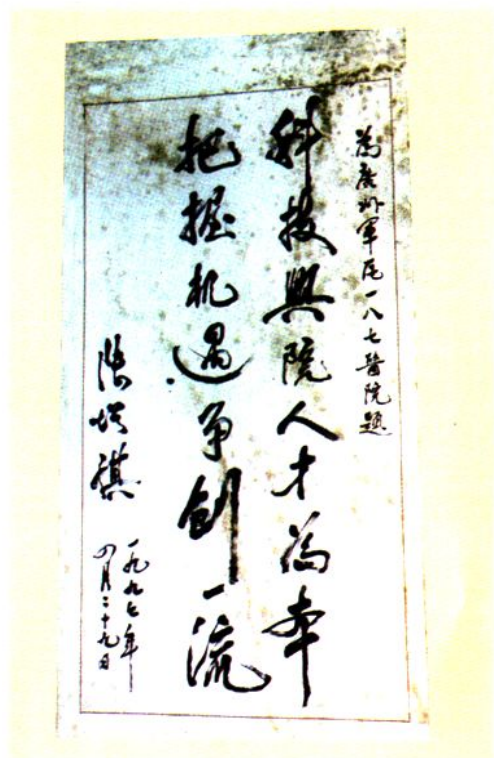 為廣州軍区一八七醫院題
科技興院人才為本
把握机遇争創一流
一九九七年
四月二十九日